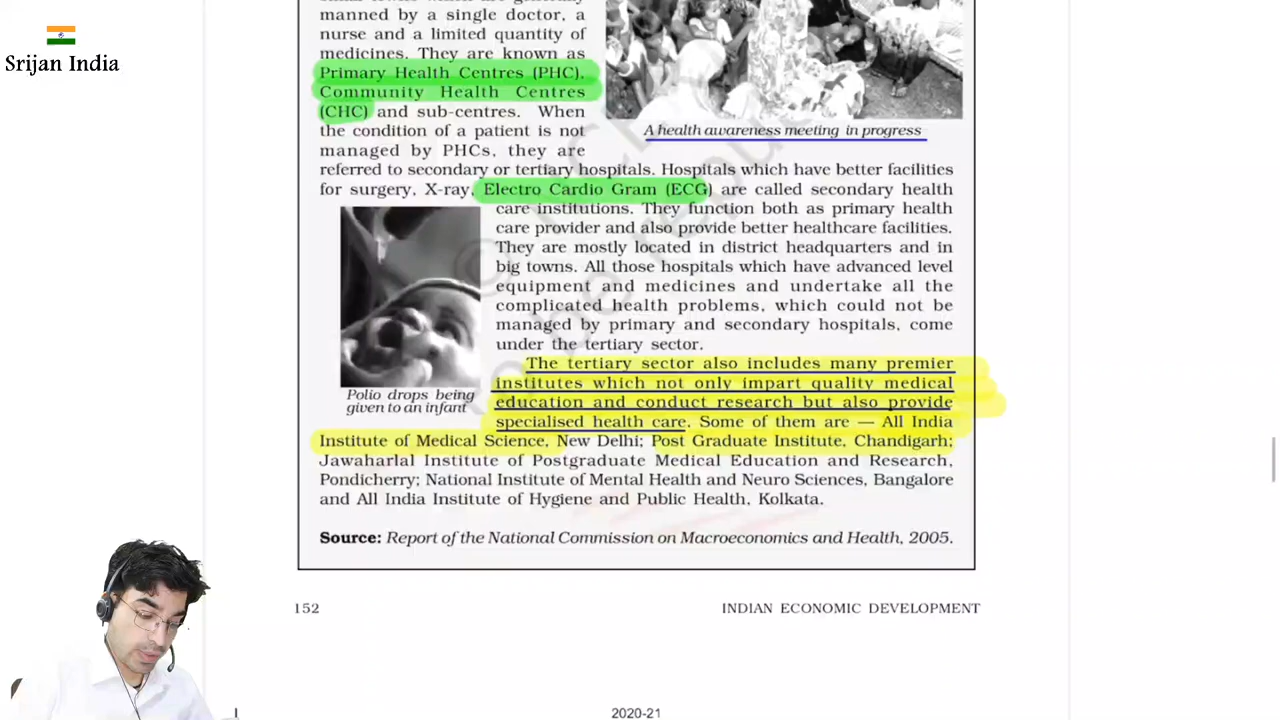 Srijan India
manned by a single doctor, a
nurse and a limited quantity of
medicines. They are known as
Primary Health Centres (PHC),
Community Health Centres
(CHC) and sub-centres. When
the condition of a patient is not
managed by PHCs, they are
A health awareness meeting in progress
referred to secondary or tertiary hospitals. Hospitals which have better facilities
for surgery, X-ray, Electro Cardio Gram (ECG) are called secondary health
care institutions. They function both as primary health
care provider and also provide better healthcare facilities.
They are mostly located in district headquarters and in
big towns. All those hospitals which have advanced level
equipment and medicines and undertake all the
complicated health problems, which could not be
managed by primary and secondary hospitals, come
under the tertiary sector.
Polio drops being
given to an infant
The tertiary sector also includes many premier
institutes which not only impart quality medical
education and conduct research but also provide
specialised health care. Some of them are — All India
Institute of Medical Science, New Delhi; Post Graduate Institute, Chandigarh;
Jawaharlal Institute of Postgraduate Medical Education and Research,
Pondicherry; National Institute of Mental Health and Neuro Sciences, Bangalore
and All India Institute of Hygiene and Public Health, Kolkata.
Source: Report of the National Commission on Macroeconomics and Health, 2005.
152
INDIAN ECONOMIC DEVELOPMENT
2020-21